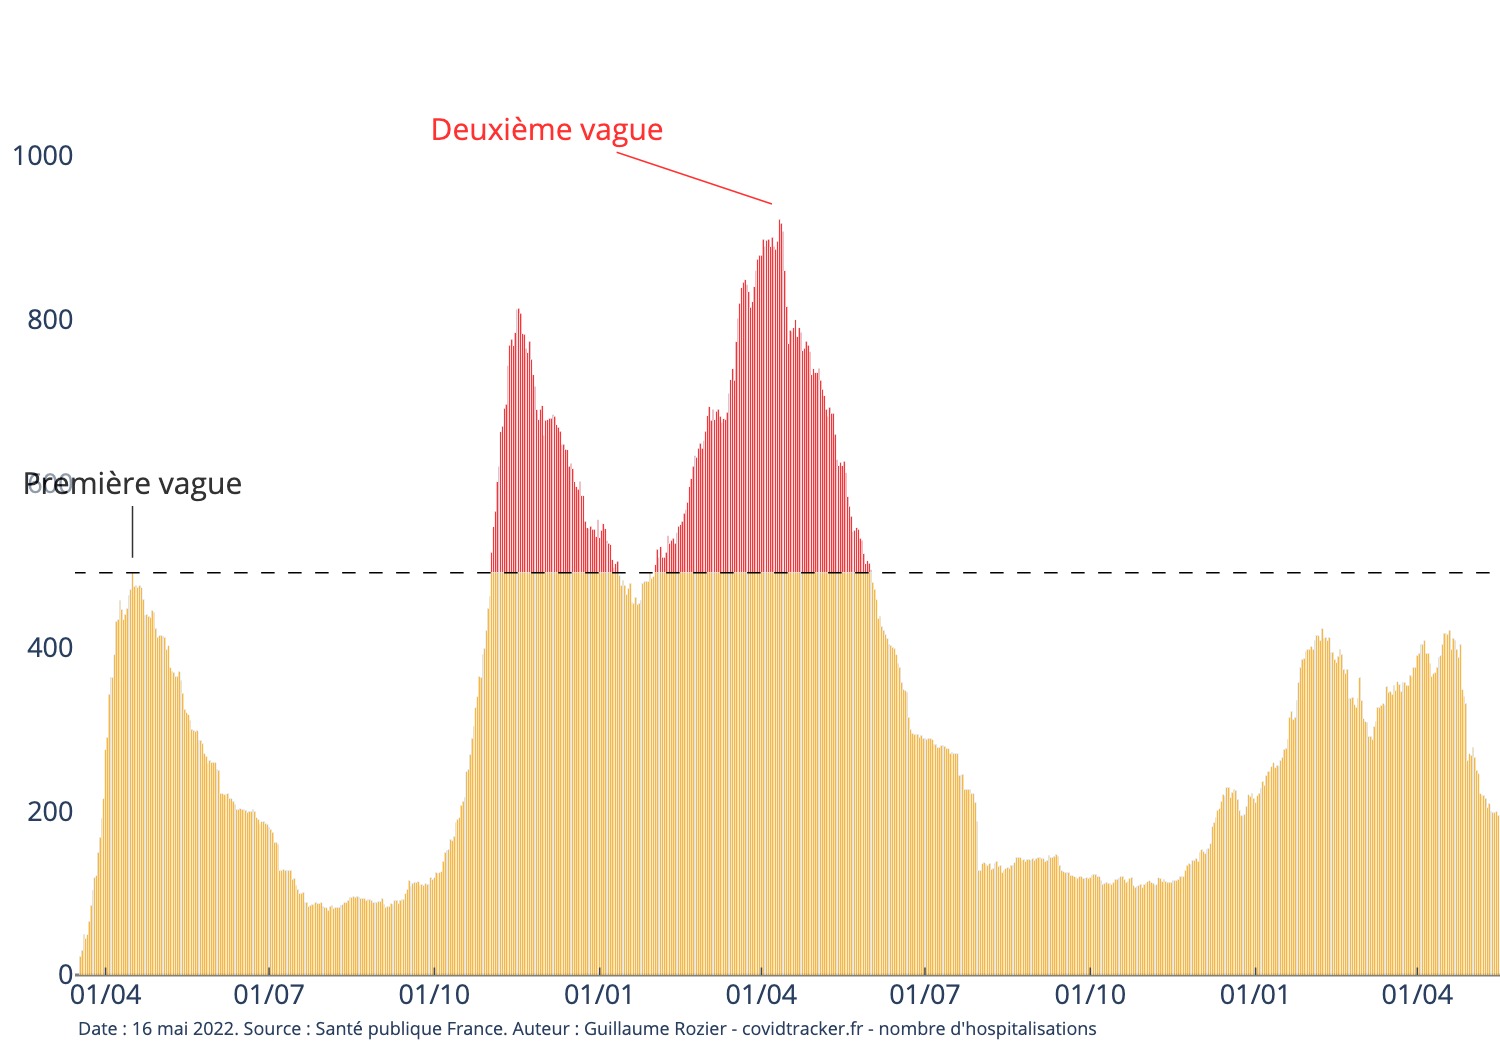 Deuxième vague
1000
800
600
Première vague
400
200
0
01/04 01/07 01/10 01/01 01/04 01/07 01/10 01/01 01/04
Date : 16 mai 2022. Source : Santé publique France. Auteur : Guillaume Rozier - covidtracker.fr - nombre d'hospitalisations